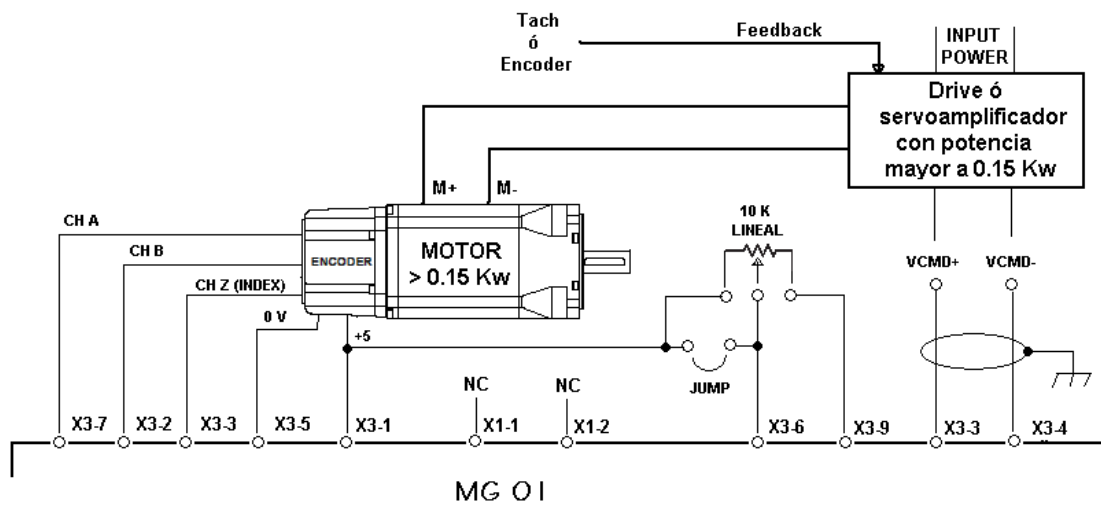 Tach
ó
Encoder
Feedback
INPUT
POWER
Drive ó
servoamplificador
con potencia
mayor a 0.15 Kw
M+
M-
10 K
LINEAL
CH A
CH B
ENCODER
MOTOR
> 0.15 Kw
VCMD+
VCMD-
CH Z (INDEX)
0 V
+5
JUMP
NC
NC
X3-7
X3-2
X3-3
X3-5
X3-1
X1-1
X1-2
X3-6
X3-9
X3-3
X3-4
MG 01